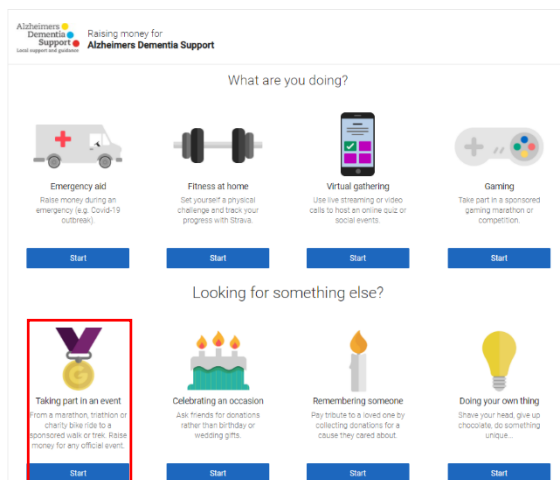 Alzheimers
Dementia
Support
Local support and guidance
Raising money for
Alzheimers Dementia Support
What are you doing?
Emergency aid
Raise money during an
emergency (e.g. Covid-19
outbreak).
Start
Fitness at home
Set yourself a physical
challenge and track your
progress with Strava.
Start
Virtual gathering
Use live streaming or video
calls to host an online quiz or
social events.
Start
Gaming
Take part in a sponsored
gaming marathon or
competition.
Start
Looking for something else?
G
Taking part in an event
From a marathon, triathlon or
charity bike ride to a
sponsored walk or trek. Raise
money for any official event.
Start
Celebrating an occasion
Ask friends for donations
rather than birthday or
wedding gifts.
Start
Remembering someone
Pay tribute to a loved one by
collecting donations for a
cause they cared about.
Start
Doing your own thing
Shave your head, give up
chocolate, do something
unique...
Start